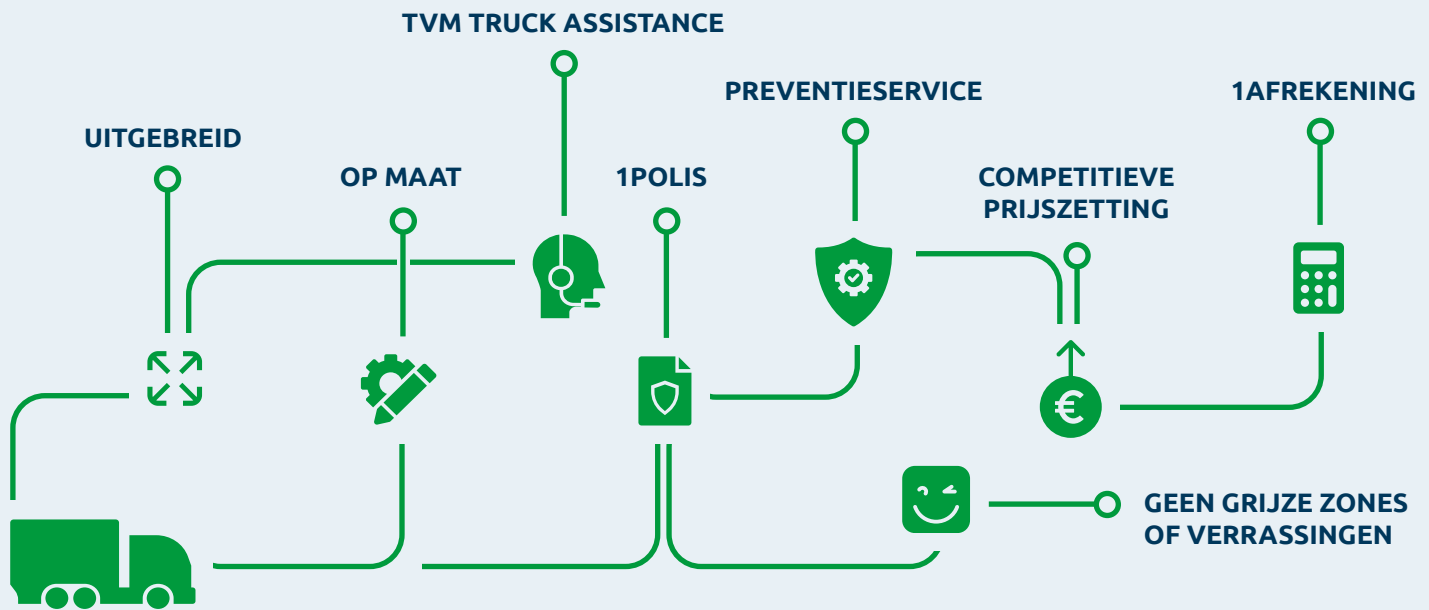 TVM TRUCK ASSISTANCE
PREVENTIESERVICE
1AFREKENING
UITGEBREID
OP MAAT
1POLIS
COMPETITIEVE
PRIJSZETTING
€
GEEN GRIJZE ZONES
OF VERRASSINGEN